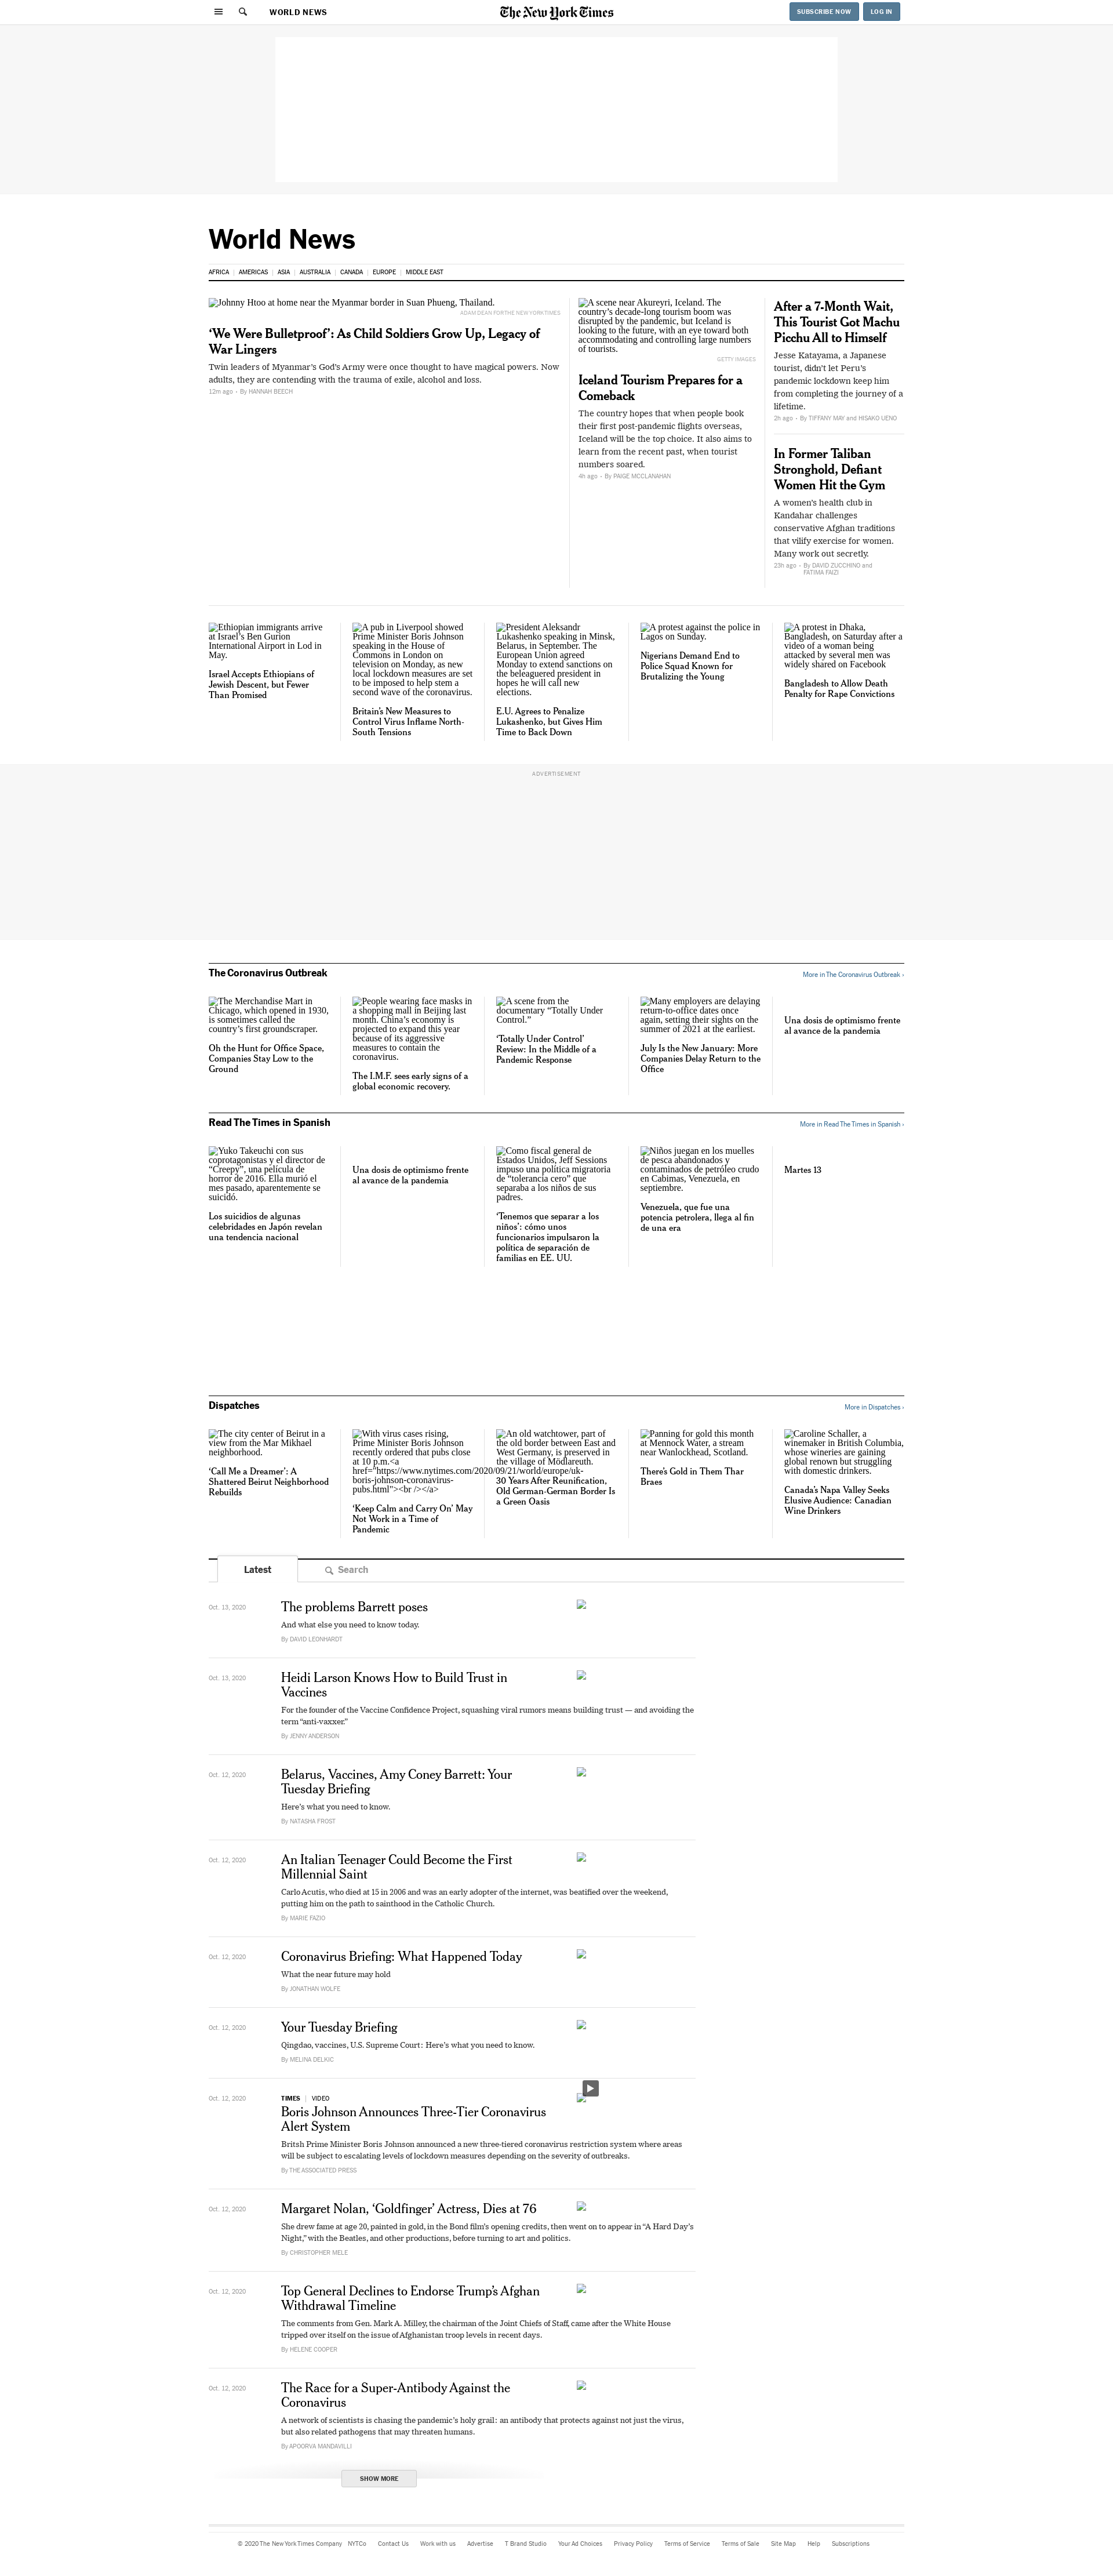 WORLD NEWS
The New York Times
SUBSCRIBE NOW
LOG IN
World News
AFRICA | AMERICAS | ASIA | AUSTRALIA | CANADA | EUROPE | MIDDLE EAST
Johnny Htoo at home near the Myanmar border in Suan Phueng, Thailand.
ADAM DEAN FOR THE NEW YORK TIMES
‘We Were Bulletproof’: As Child Soldiers Grow Up, Legacy of
War Lingers
Twin leaders of Myanmar’s God’s Army were once thought to have magical powers. Now
adults, they are contending with the trauma of exile, alcohol and loss.
12m ago · By HANNAH BEECH
A scene near Akureyri, Iceland. The
country’s decade-long tourism boom was
disrupted by the pandemic, but Iceland is
looking to the future, with an eye toward both
accommodating and controlling large numbers
of tourists.
GETTY IMAGES
Iceland Tourism Prepares for a
Comeback
The country hopes that when people book
their first post-pandemic flights overseas,
Iceland will be the top choice. It also aims to
learn from the recent past, when tourist
numbers soared.
4h ago · By PAIGE MCCLANAHAN
After a 7-Month Wait,
This Tourist Got Machu
Picchu All to Himself
Jesse Katayama, a Japanese
tourist, didn’t let Peru’s
pandemic lockdown keep him
from completing the journey of a
lifetime.
2h ago · By TIFFANY MAY and HISAKO UENO
In Former Taliban
Stronghold, Defiant
Women Hit the Gym
A women’s health club in
Kandahar challenges
conservative Afghan traditions
that vilify exercise for women.
Many work out secretly.
23h ago · By DAVID ZUCCHINO and
FATIMA FAIZI
Ethiopian immigrants arrive
at Israel’s Ben Gurion
International Airport in Lod in
May.
Israel Accepts Ethiopians of
Jewish Descent, but Fewer
Than Promised
A pub in Liverpool showed
Prime Minister Boris Johnson
speaking in the House of
Commons in London on
television on Monday, as new
local lockdown measures are set
to be imposed to help stem a
second wave of the coronavirus.
Britain’s New Measures to
Control Virus Inflame North-
South Tensions
President Aleksandr
Lukashenko speaking in Minsk,
Belarus, in September. The
European Union agreed
Monday to extend sanctions on
the beleaguered president in
hopes he will call new
elections.
E.U. Agrees to Penalize
Lukashenko, but Gives Him
Time to Back Down
A protest against the police in
Lagos on Sunday.
Nigerians Demand End to
Police Squad Known for
Brutalizing the Young
A protest in Dhaka,
Bangladesh, on Saturday after a
video of a woman being
attacked by several men was
widely shared on Facebook
Bangladesh to Allow Death
Penalty for Rape Convictions
ADVERTISEMENT
The Coronavirus Outbreak
More in The Coronavirus Outbreak ›
The Merchandise Mart in
Chicago, which opened in 1930,
is sometimes called the
country’s first groundscraper.
Oh the Hunt for Office Space,
Companies Stay Low to the
Ground
People wearing face masks in
a shopping mall in Beijing last
month. China’s economy is
projected to expand this year
because of its aggressive
measures to contain the
coronavirus.
The I.M.F. sees early signs of a
global economic recovery.
A scene from the
documentary “Totally Under
Control.”
‘Totally Under Control’
Review: In the Middle of a
Pandemic Response
Many employers are delaying
return-to-office dates once
again, setting their sights on the
summer of 2021 at the earliest.
July Is the New January: More
Companies Delay Return to the
Office
Una dosis de optimismo frente
al avance de la pandemia
Read The Times in Spanish
More in Read The Times in Spanish ›
Yuko Takeuchi con sus
coprotagonistas y el director de
“Creepy”, una película de
horror de 2016. Ella murió el
mes pasado, aparentemente se
suicidó.
Los suicidios de algunas
celebridades en Japón revelan
una tendencia nacional
Una dosis de optimismo frente
al avance de la pandemia
Como fiscal general de
Estados Unidos, Jeff Sessions
impuso una política migratoria
de “tolerancia cero” que
separaba a los niños de sus
padres.
‘Tenemos que separar a los
niños’: cómo unos
funcionarios impulsaron la
política de separación de
familias en EE. UU.
Niños juegan en los muelles
de pesca abandonados y
contaminados de petróleo crudo
en Cabimas, Venezuela, en
septiembre.
Venezuela, que fue una
potencia petrolera, llega al fin
de una era
Martes 13
Dispatches
More in Dispatches ›
The city center of Beirut in a
view from the Mar Mikhael
neighborhood.
‘Call Me a Dreamer’: A
Shattered Beirut Neighborhood
Rebuilds
With virus cases rising,
Prime Minister Boris Johnson
recently ordered that pubs close
at 10 p.m.<a
href="https://www.nytimes.com/2020/09/21/world/europe/uk-
boris-johnson-coronavirus-
pubs.html"><br /></a>
‘Keep Calm and Carry On’ May
Not Work in a Time of
Pandemic
An old watchtower, part of
the old border between East and
West Germany, is preserved in
the village of Mödlareuth.
30 Years After Reunification,
Old German-German Border Is
a Green Oasis
Panning for gold this month
at Mennock Water, a stream
near Wanlockhead, Scotland.
There’s Gold in Them Thar
Braes
Caroline Schaller, a
winemaker in British Columbia,
whose wineries are gaining
global renown but struggling
with domestic drinkers.
Canada’s Napa Valley Seeks
Elusive Audience: Canadian
Wine Drinkers
Latest
Search
Oct. 13, 2020
The problems Barrett poses
And what else you need to know today.
By DAVID LEONHARDT
Oct. 13, 2020
Heidi Larson Knows How to Build Trust in
Vaccines
For the founder of the Vaccine Confidence Project, squashing viral rumors means building trust — and avoiding the
term “anti-vaxxer.”
By JENNY ANDERSON
Oct. 12, 2020
Belarus, Vaccines, Amy Coney Barrett: Your
Tuesday Briefing
Here’s what you need to know.
By NATASHA FROST
Oct. 12, 2020
An Italian Teenager Could Become the First
Millennial Saint
Carlo Acutis, who died at 15 in 2006 and was an early adopter of the internet, was beatified over the weekend,
putting him on the path to sainthood in the Catholic Church.
By MARIE FAZIO
Oct. 12, 2020
Coronavirus Briefing: What Happened Today
What the near future may hold
By JONATHAN WOLFE
Oct. 12, 2020
Your Tuesday Briefing
Qingdao, vaccines, U.S. Supreme Court: Here’s what you need to know.
By MELINA DELKIC
Oct. 12, 2020
TIMES | VIDEO
Boris Johnson Announces Three-Tier Coronavirus
Alert System
Britsh Prime Minister Boris Johnson announced a new three-tiered coronavirus restriction system where areas
will be subject to escalating levels of lockdown measures depending on the severity of outbreaks.
By THE ASSOCIATED PRESS
Oct. 12, 2020
Margaret Nolan, ‘Goldfinger’ Actress, Dies at 76
She drew fame at age 20, painted in gold, in the Bond film’s opening credits, then went on to appear in “A Hard Day’s
Night,” with the Beatles, and other productions, before turning to art and politics.
By CHRISTOPHER MELE
Oct. 12, 2020
Top General Declines to Endorse Trump’s Afghan
Withdrawal Timeline
The comments from Gen. Mark A. Milley, the chairman of the Joint Chiefs of Staff, came after the White House
tripped over itself on the issue of Afghanistan troop levels in recent days.
By HELENE COOPER
Oct. 12, 2020
The Race for a Super-Antibody Against the
Coronavirus
A network of scientists is chasing the pandemic’s holy grail: an antibody that protects against not just the virus,
but also related pathogens that may threaten humans.
By APOORVA MANDAVILLI
SHOW MORE
© 2020 The New York Times Company NYTCo Contact Us Work with us Advertise T Brand Studio Your Ad Choices Privacy Policy Terms of Service Terms of Sale Site Map Help Subscriptions